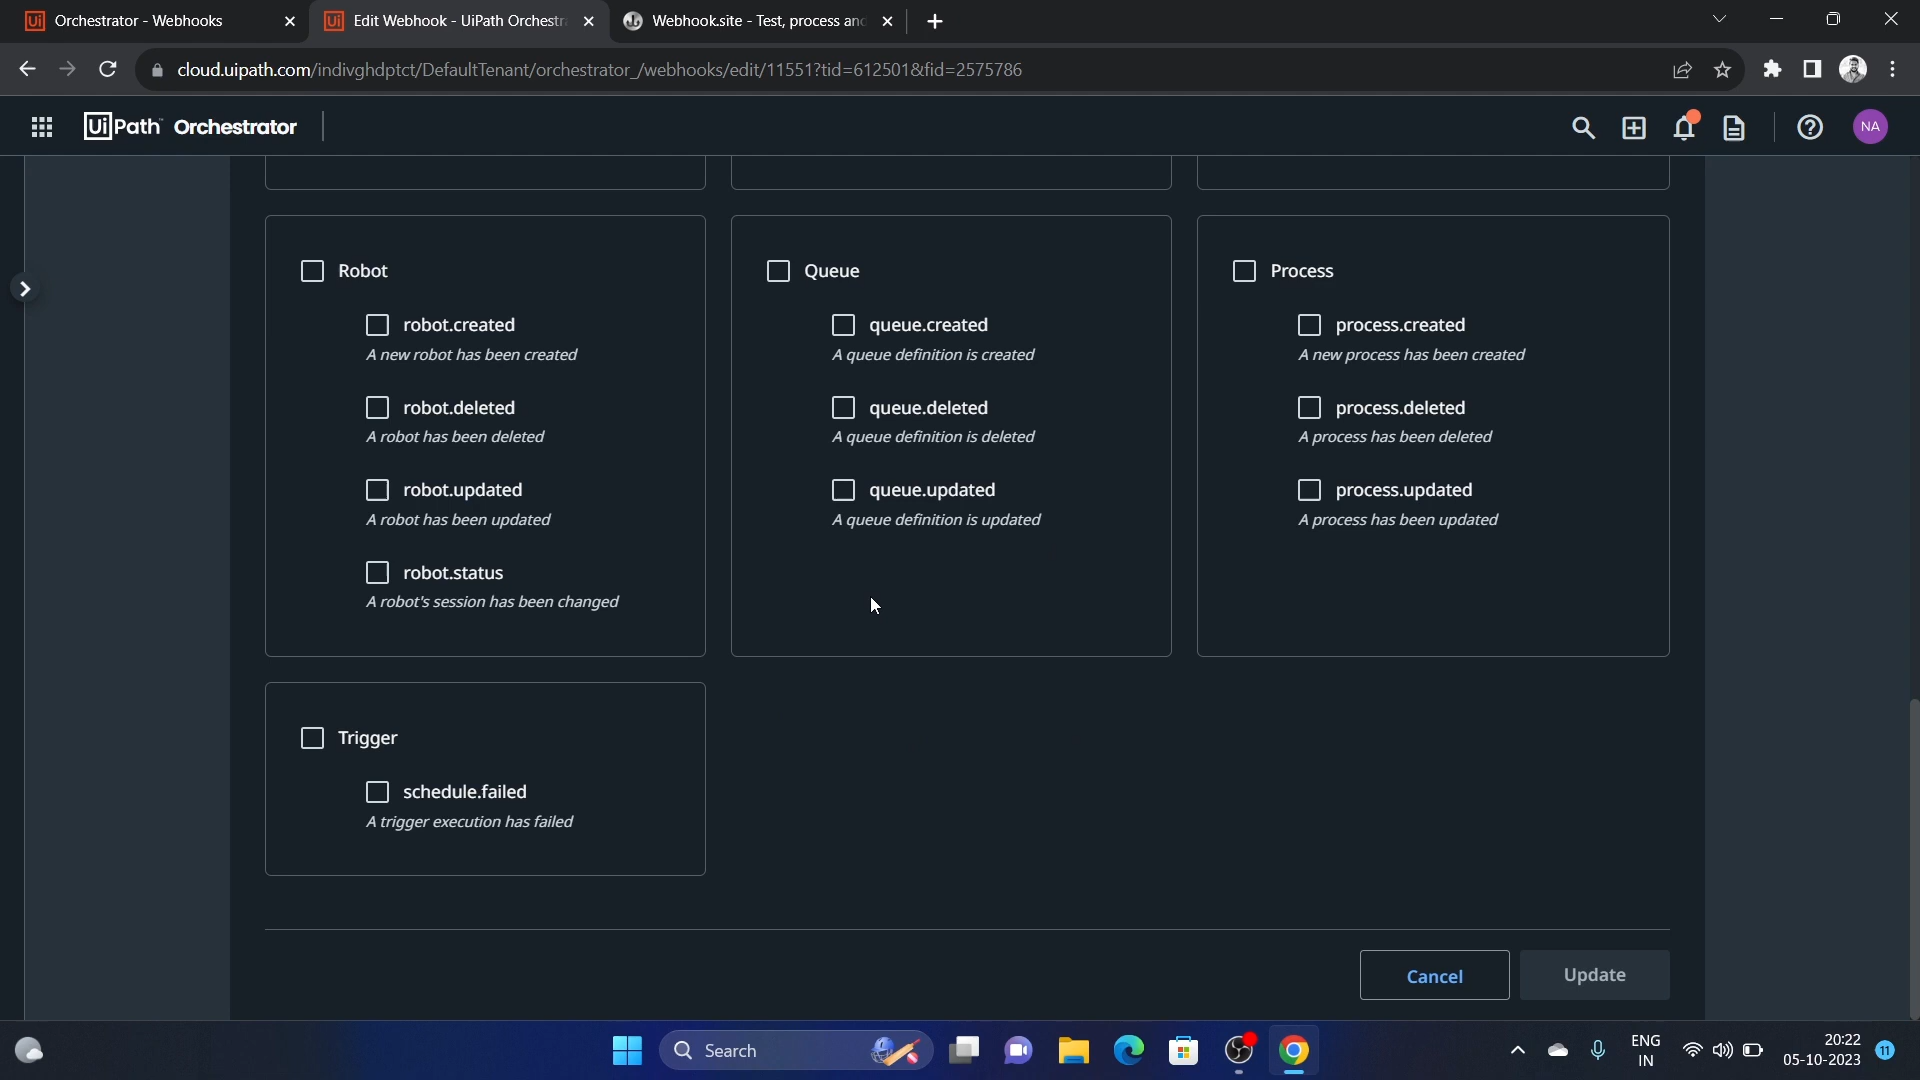 Orchestrator - Webhooks
Edit Webhook - UiPath Orchestr
Webhook.site - Test, process an
cloud.uipath.com/indivghdptct/DefaultTenant/orchestrator_/webhooks/edit/11551?tid=612501&fid=2575786
UiPath Orchestrator
NA
Robot
robot.created
A new robot has been created
robot.deleted
A robot has been deleted
robot.updated
A robot has been updated
robot.status
A robot's session has been changed
Queue
queue.created
A queue definition is created
queue.deleted
A queue definition is deleted
queue.updated
A queue definition is updated
Process
process.created
A new process has been created
process.deleted
A process has been deleted
process.updated
A process has been updated
Trigger
schedule.failed
A trigger execution has failed
Cancel
Update
Search
ENG
IN
20:22
05-10-2023
11